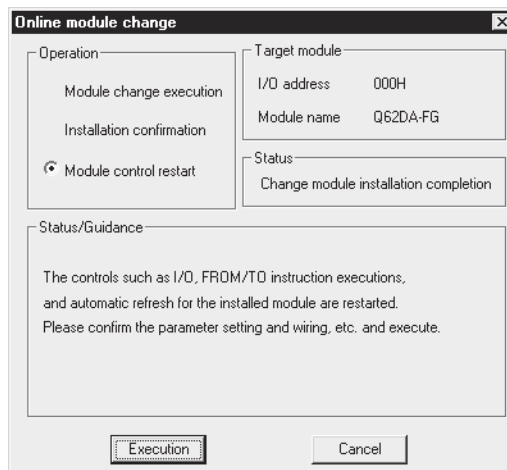 Online module change
Operation
Module change execution
Installation confirmation
Module control restart
Target module
I/O address 000H
Module name Q62DA-FG
Status
Change module installation completion
Status/Guidance
The controls such as I/O, FROM/TO instruction executions,
and automatic refresh for the installed module are restarted.
Please confirm the parameter setting and wiring, etc. and execute.
Execution Cancel